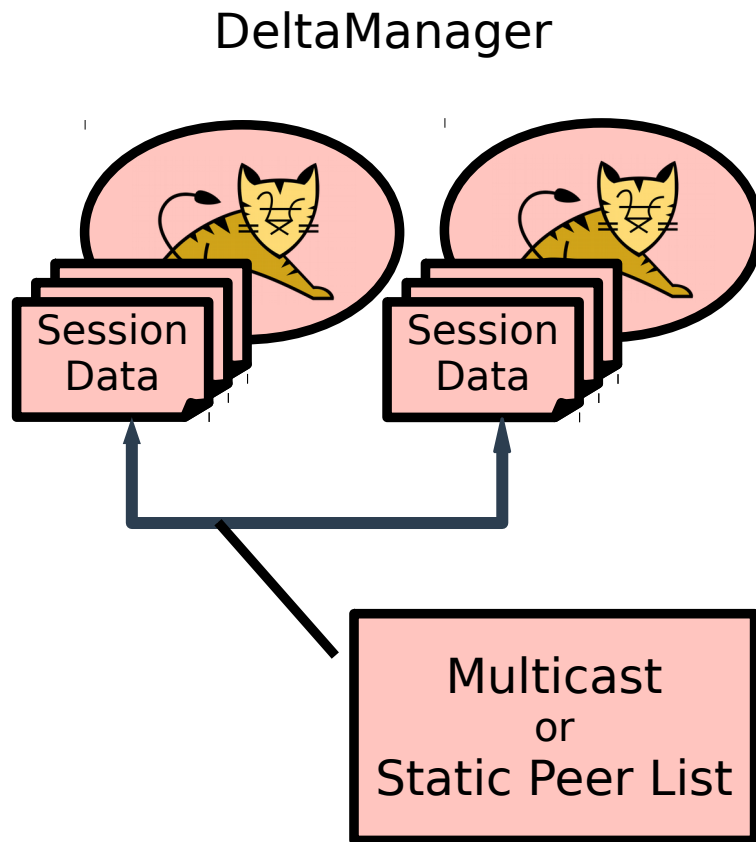 DeltaManager
Session
Data
Session
Data
Multicast
or
Static Peer List